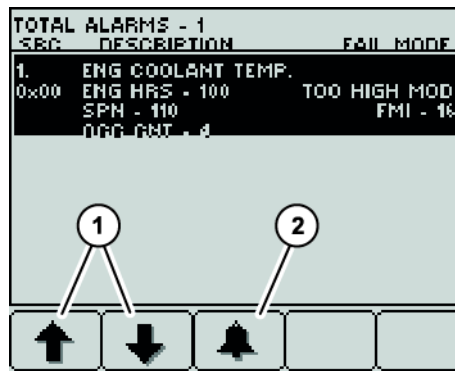 TOTAL ALARMS - 1
SRC DESCRIPTION FAIL MODE
1. ENG COOLANT TEMP.
0x00 ENG HRS - 100 TOO HIGH MOD
SPN - 110 FMI - 16
OCC CNT - 4
1 2